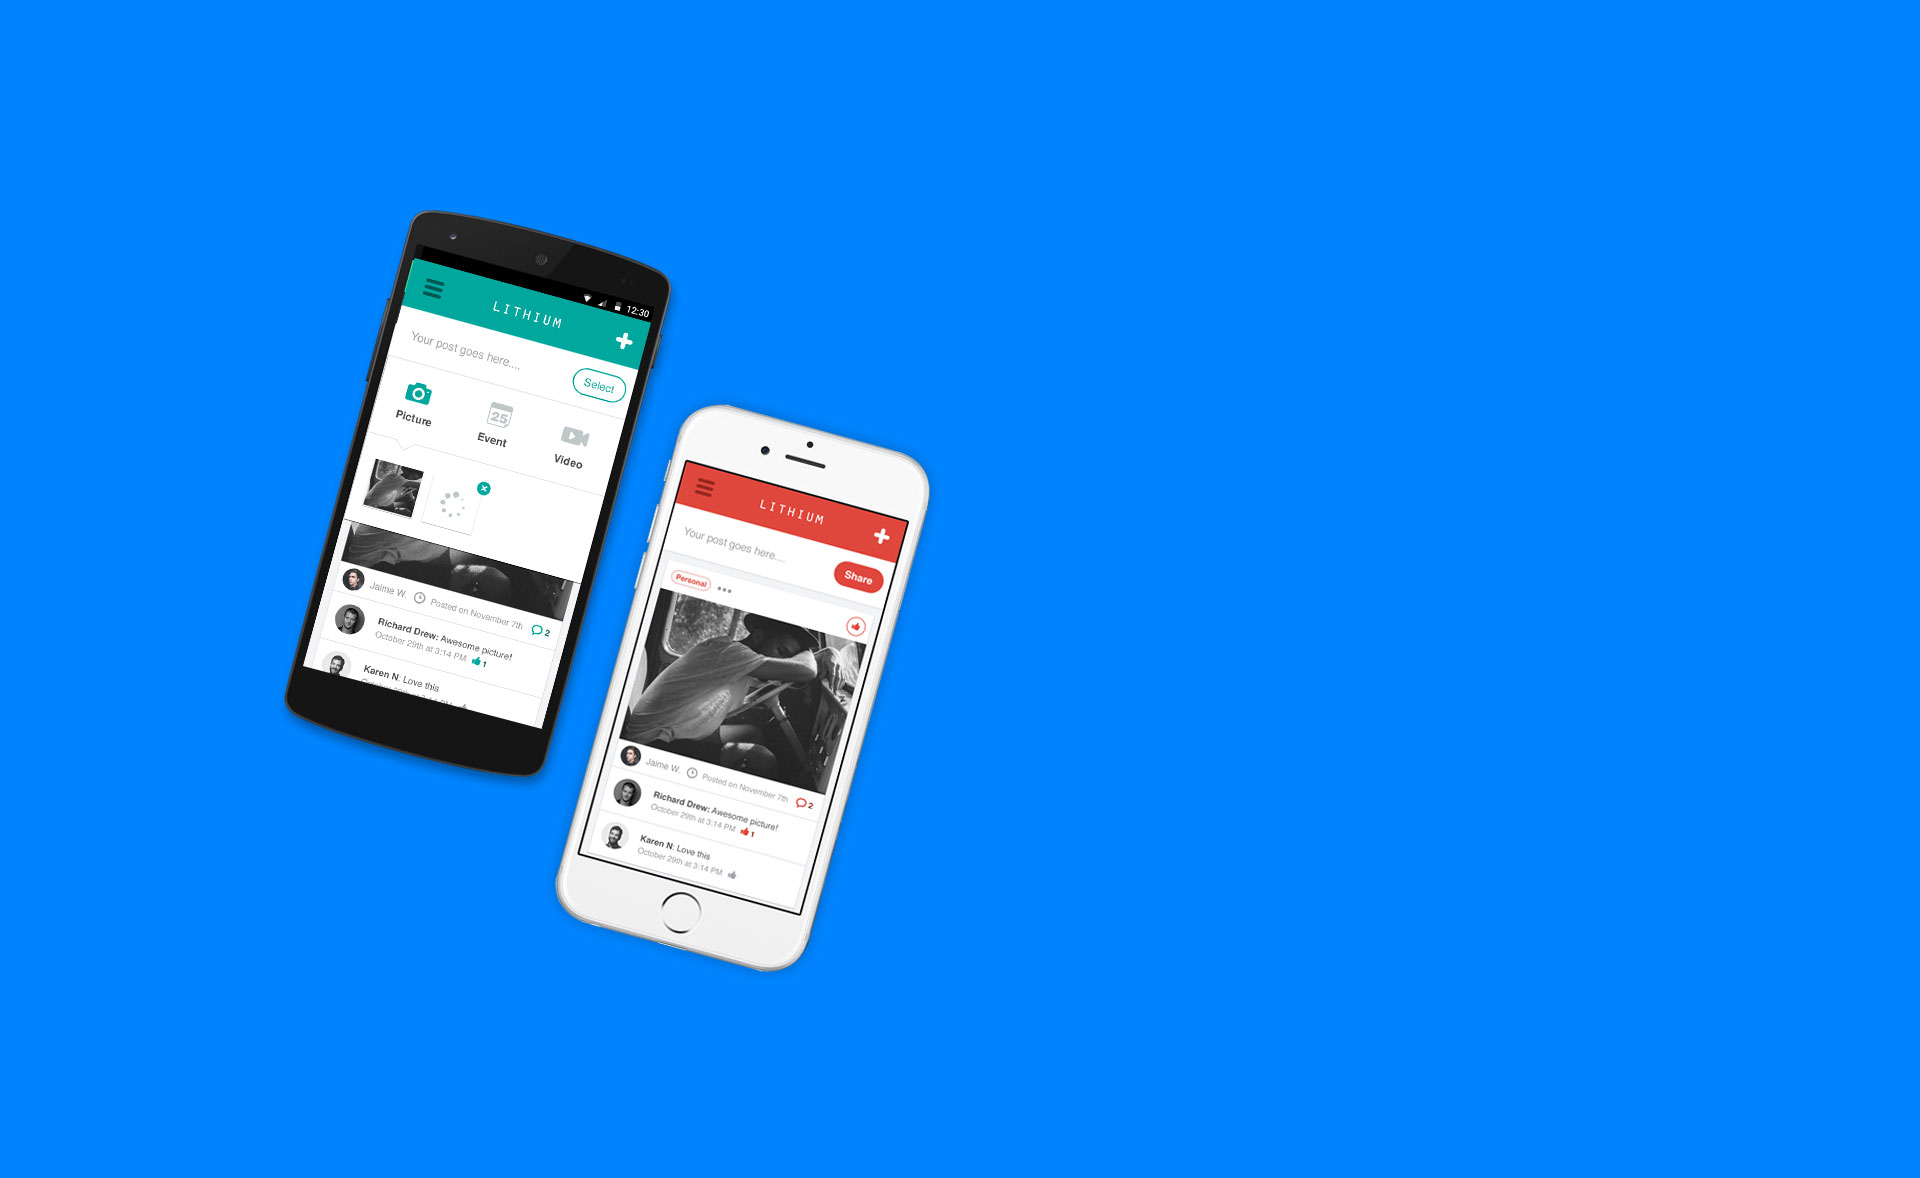 12:30
LITHIUM
Your post goes here....
Select
Picture
25
Event
Video
Jaime W. Posted on November 7th 2
Richard Drew: Awesome picture!
October 29th at 3:14 PM 1
Karen N: Love this
LITHIUM
Your post goes here....
Share
Personal
Jaime W. Posted on November 7th 2
Richard Drew: Awesome picture!
October 29th at 3:14 PM 1
Karen N: Love this
October 29th at 3:14 PM